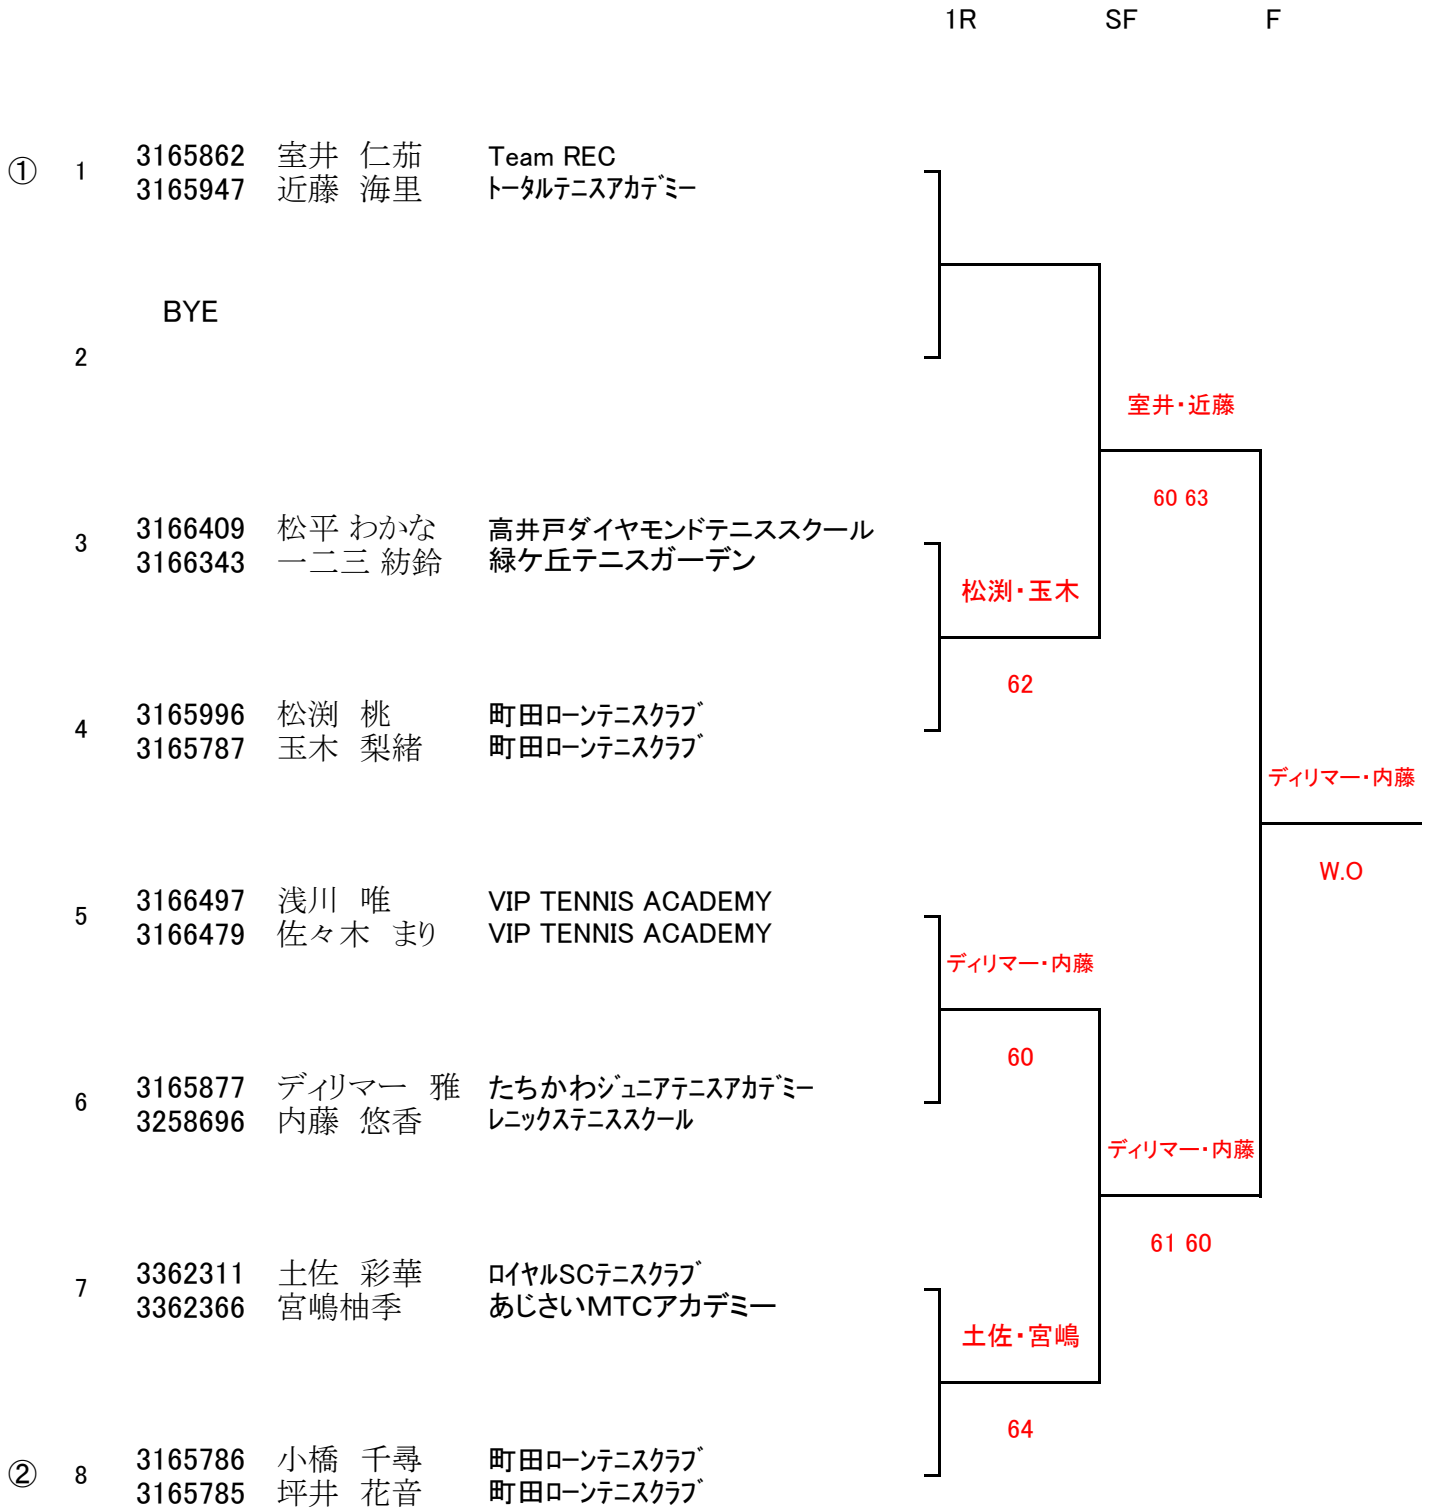 1R SF F
① 1 3165862 室井 仁茄 Team REC
3165947 近藤 海里 ﾄｰﾀﾙﾃﾆｽｱｶﾃﾞﾐｰ
BYE
2
室井・近藤
60 63
3 3166409 松平 わかな 高井戸ダイヤモンドテニススクール
3166343 一二三 紡鈴 緑ケ丘テニスガーデン
松渕・玉木
62
4 3165996 松渕 桃 町田ﾛｰﾝﾃﾆｽｸﾗﾌﾞ
3165787 玉木 梨緒 町田ﾛｰﾝﾃﾆｽｸﾗﾌﾞ
ディリマー・内藤
W.O
5 3166497 浅川 唯 VIP TENNIS ACADEMY
3166479 佐々木 まり VIP TENNIS ACADEMY
ディリマー・内藤
60
6 3165877 ディリマー 雅 たちかわｼﾞｭﾆｱﾃﾆｽｱｶﾃﾞﾐｰ
3258696 内藤 悠香 ﾚﾆｯｸｽﾃﾆｽｽｸｰﾙ
ディリマー・内藤
61 60
7 3362311 土佐 彩華 ﾛｲﾔﾙSCﾃﾆｽｸﾗﾌﾞ
3362366 宮嶋柚季 あじさいＭＴＣアカデミー
土佐・宮嶋
64
② 8 3165786 小橋 千尋 町田ﾛｰﾝﾃﾆｽｸﾗﾌﾞ
3165785 坪井 花音 町田ﾛｰﾝﾃﾆｽｸﾗﾌﾞ